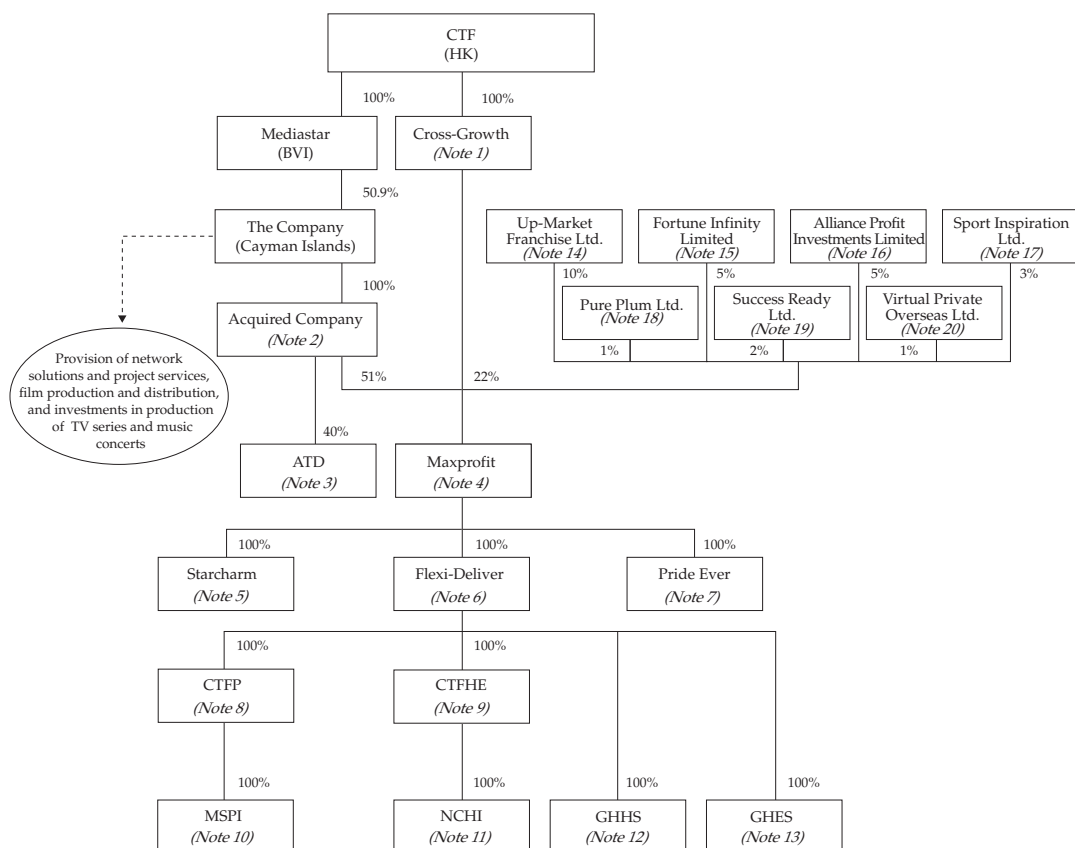 CTF
(HK)
100%
100%
Mediastar
(BVI)
Cross-Growth
(Note 1)
50.9%
The Company
(Cayman Islands)
Up-Market
Franchise Ltd.
(Note 14)
Fortune Infinity
Limited
(Note 15)
Alliance Profit
Investments Limited
(Note 16)
Sport Inspiration
Ltd.
(Note 17)
10%
5%
5%
3%
100%
Pure Plum Ltd.
(Note 18)
Success Ready
Ltd.
(Note 19)
Virtual Private
Overseas Ltd.
(Note 20)
Acquired Company
(Note 2)
1%
2%
1%
Provision of network
solutions and project services,
film production and distribution,
and investments in production
of TV series and music
concerts
51%
22%
40%
ATD
(Note 3)
Maxprofit
(Note 4)
100%
100%
100%
Starcharm
(Note 5)
Flexi-Deliver
(Note 6)
Pride Ever
(Note 7)
100%
100%
CTFP
(Note 8)
CTFHE
(Note 9)
100%
100%
100%
100%
MSPI
(Note 10)
NCHI
(Note 11)
GHHS
(Note 12)
GHES
(Note 13)